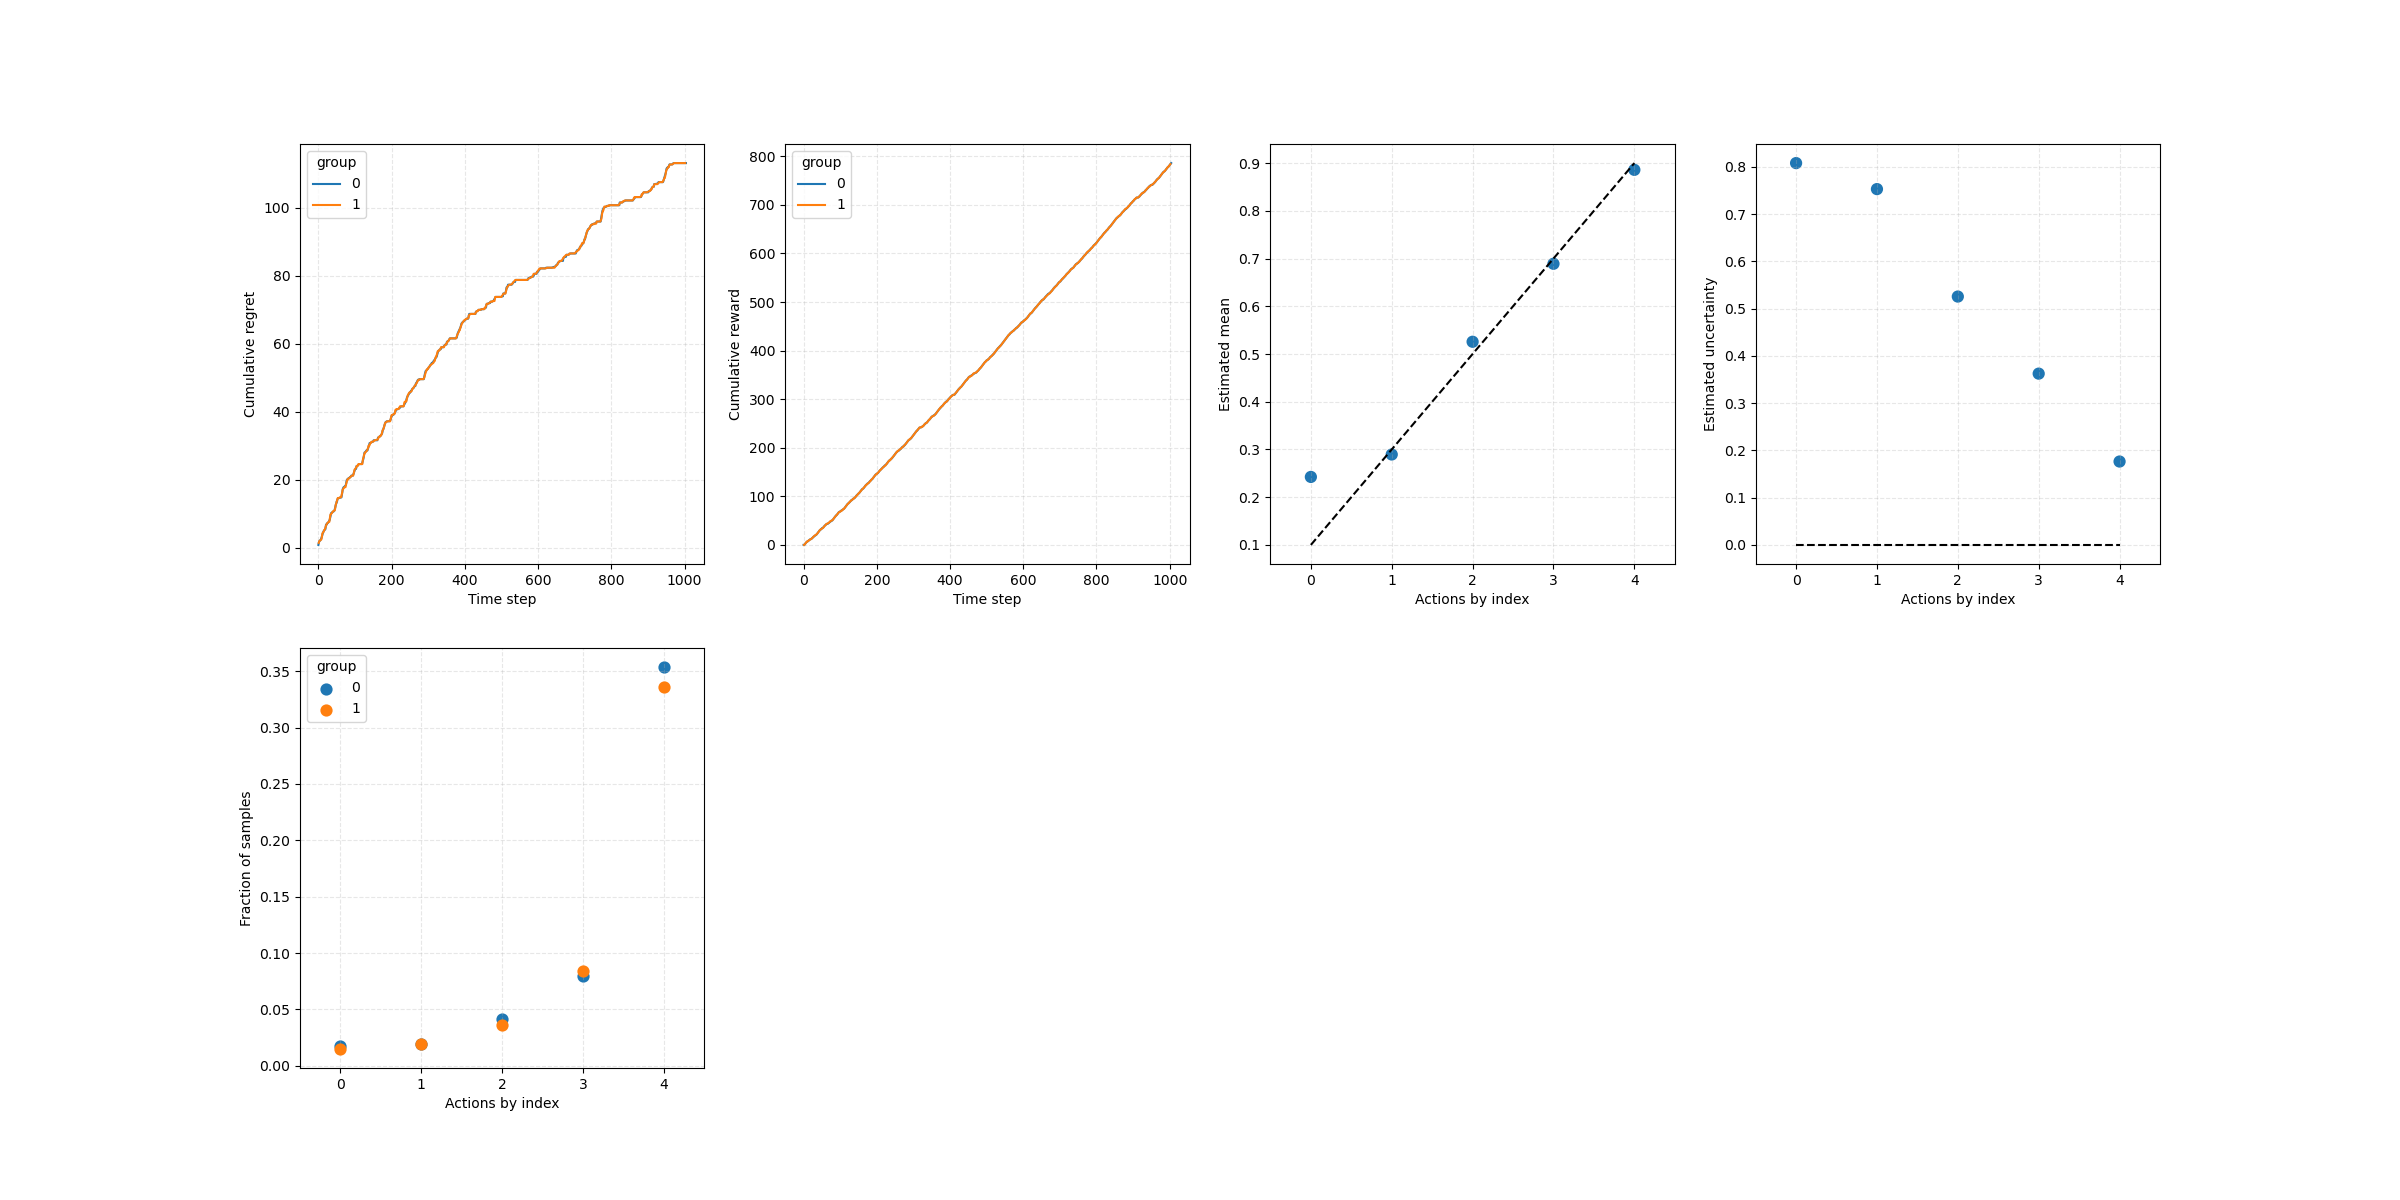 group
0
1
100
80
60
40
20
0
Cumulative regret
0 200 400 600 800 1000
Time step
group
0
1
800
700
600
500
400
300
200
100
0
Cumulative reward
0 200 400 600 800 1000
Time step
0.9
0.8
0.7
0.6
0.5
0.4
0.3
0.2
0.1
Estimated mean
0 1 2 3 4
Actions by index
0.8
0.7
0.6
0.5
0.4
0.3
0.2
0.1
0.0
Estimated uncertainty
0 1 2 3 4
Actions by index
group
0
1
0.35
0.30
0.25
0.20
0.15
0.10
0.05
0.00
Fraction of samples
0 1 2 3 4
Actions by index